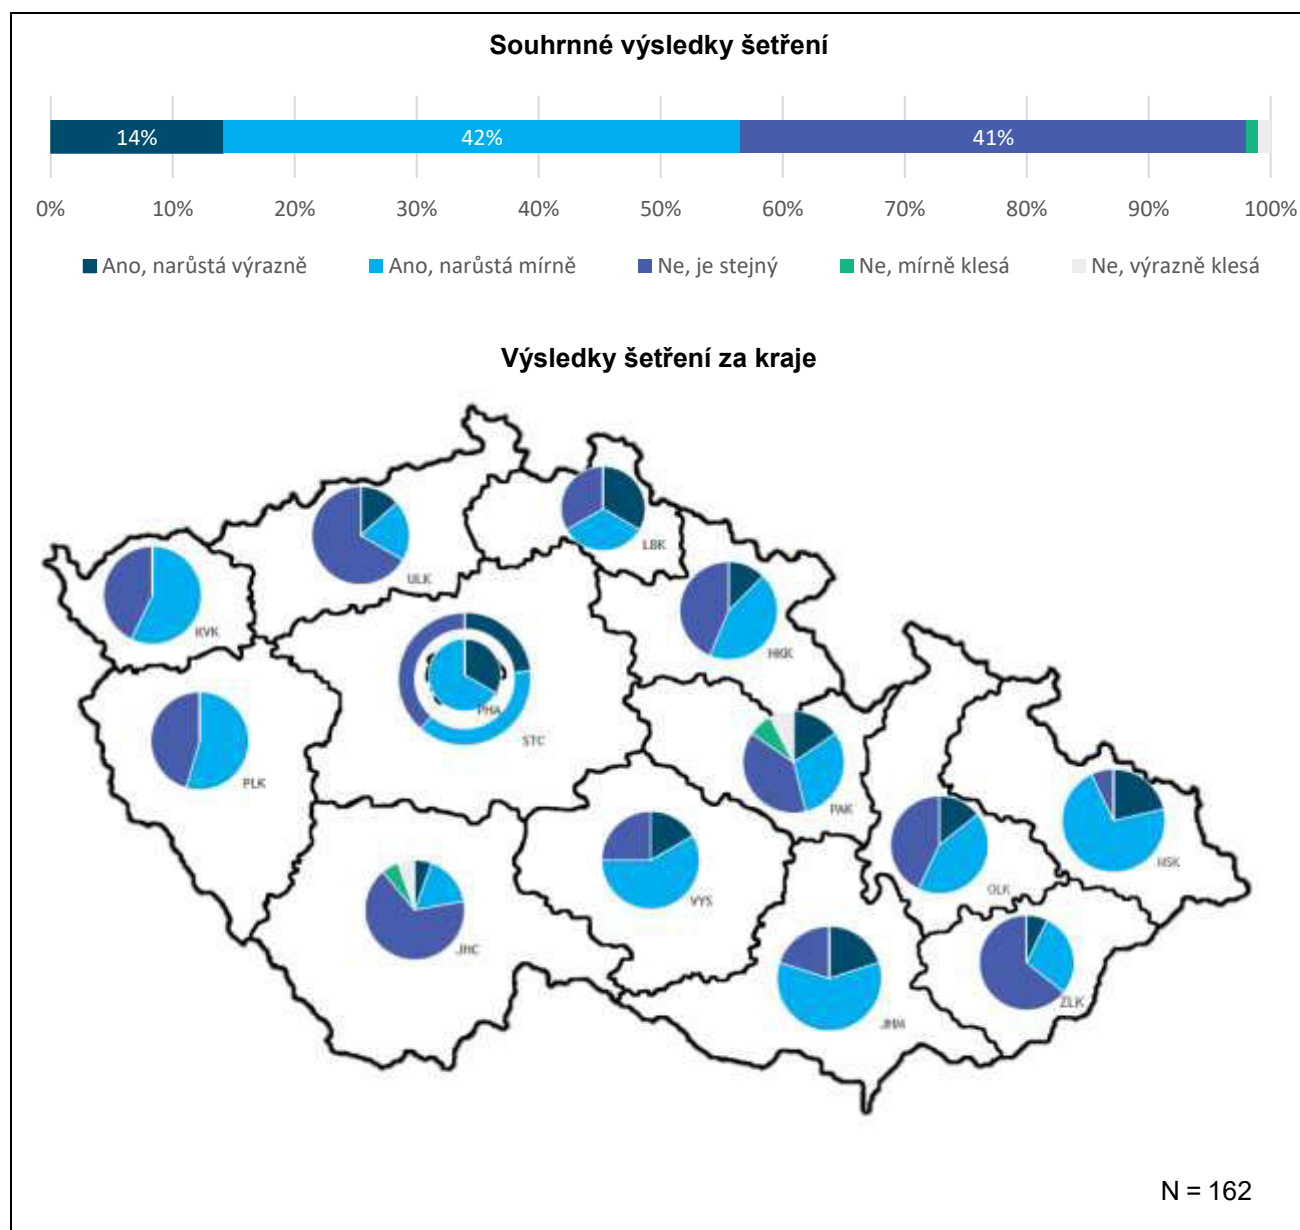 Souhrnné výsledky šetření
14% 42% 41%
0% 10% 20% 30% 40% 50% 60% 70% 80% 90% 100%
Ano, narůstá výrazně Ano, narůstá mírně Ne, je stejný Ne, mírně klesá Ne, výrazně klesá
Výsledky šetření za kraje
LBK
ULK
KVK
HKK
PHA
STC
PLK
PAK
MSK
OLK
VYS
JHC
ZLK
JHM
N = 162